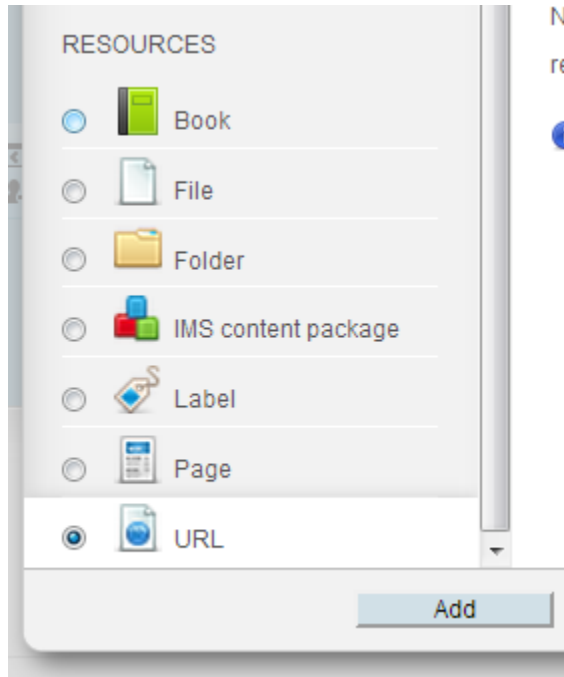 RESOURCES
Book
File
Folder
IMS content package
Label
Page
URL
Add